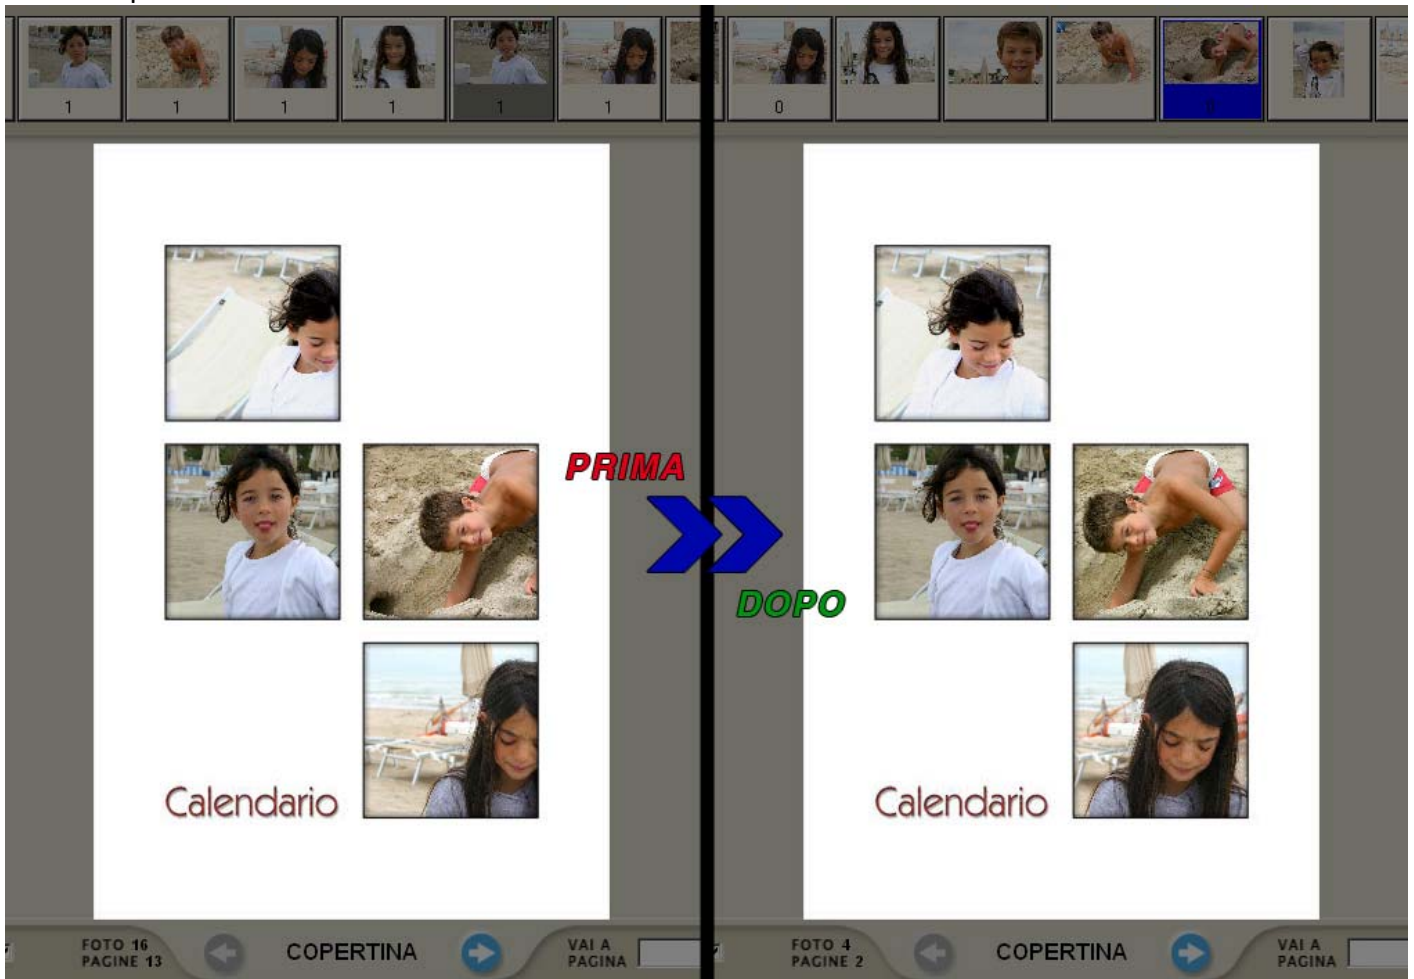 1 1 1 1 1 1
0 0
PRIMA
DOPO
Calendario
Calendario
FOTO 16
PAGINE 13
COPERTINA
VAI A
PAGINA
FOTO 4
PAGINE 2
COPERTINA
VAI A
PAGINA